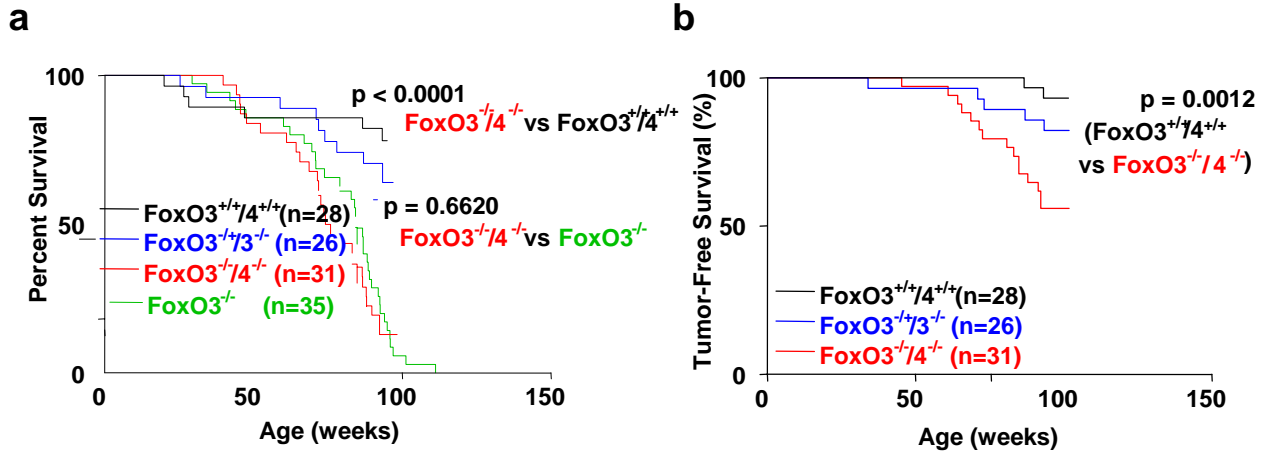 a
Percent Survival
100
50
0
p < 0.0001
FoxO3-/-/4-/- vs FoxO3+/+/4+/+
p = 0.6620
FoxO3-/-/4-/- vs FoxO3-/-
FoxO3+/+/4+/+ (n=28)
FoxO3-/+/3-/- (n=26)
FoxO3-/-/4-/- (n=31)
FoxO3-/- (n=35)
0 50 100 150
Age (weeks)
b
Tumor-Free Survival (%)
100
50
0
p = 0.0012
(FoxO3+/+/4+/+
vs FoxO3-/-/4-/-)
FoxO3+/+/4+/+ (n=28)
FoxO3-/+/3-/- (n=26)
FoxO3-/-/4-/- (n=31)
0 50 100 150
Age (weeks)